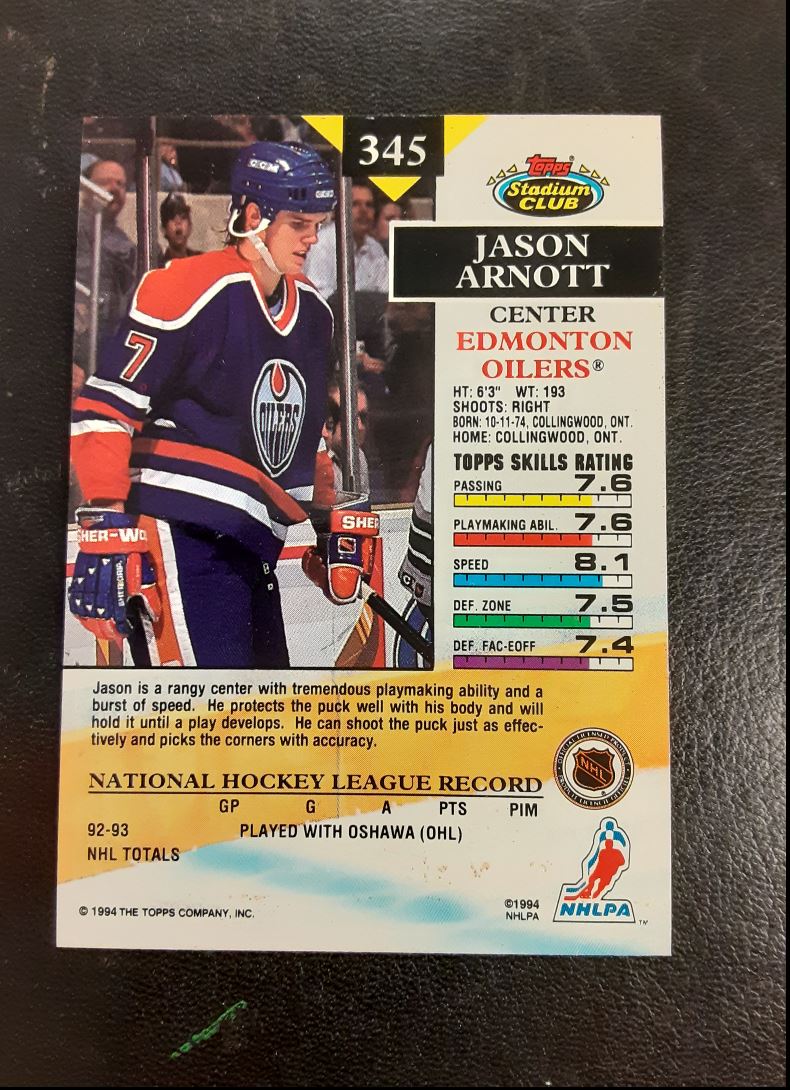 345
Topps®
Stadium
CLUB
JASON
ARNOTT
CENTER
EDMONTON
OILERS®
HT: 6'3" WT: 193
SHOOTS: RIGHT
BORN: 10-11-74, COLLINGWOOD, ONT.
HOME: COLLINGWOOD, ONT.
TOPPS SKILLS RATING
PASSING 7.6
PLAYMAKING ABIL. 7.6
SPEED 8.1
DEF. ZONE 7.5
DEF. FAC-EOFF 7.4
CCM
CCM
7
OILERS
SHER-WO
SHER
Jason is a rangy center with tremendous playmaking ability and a
burst of speed. He protects the puck well with his body and will
hold it until a play develops. He can shoot the puck just as effec-
tively and picks the corners with accuracy.
NATIONAL HOCKEY LEAGUE RECORD
GP G A PTS PIM
92-93 PLAYED WITH OSHAWA (OHL)
NHL TOTALS
NHL
© 1994 THE TOPPS COMPANY, INC.
©1994
NHLPA
NHLPA™